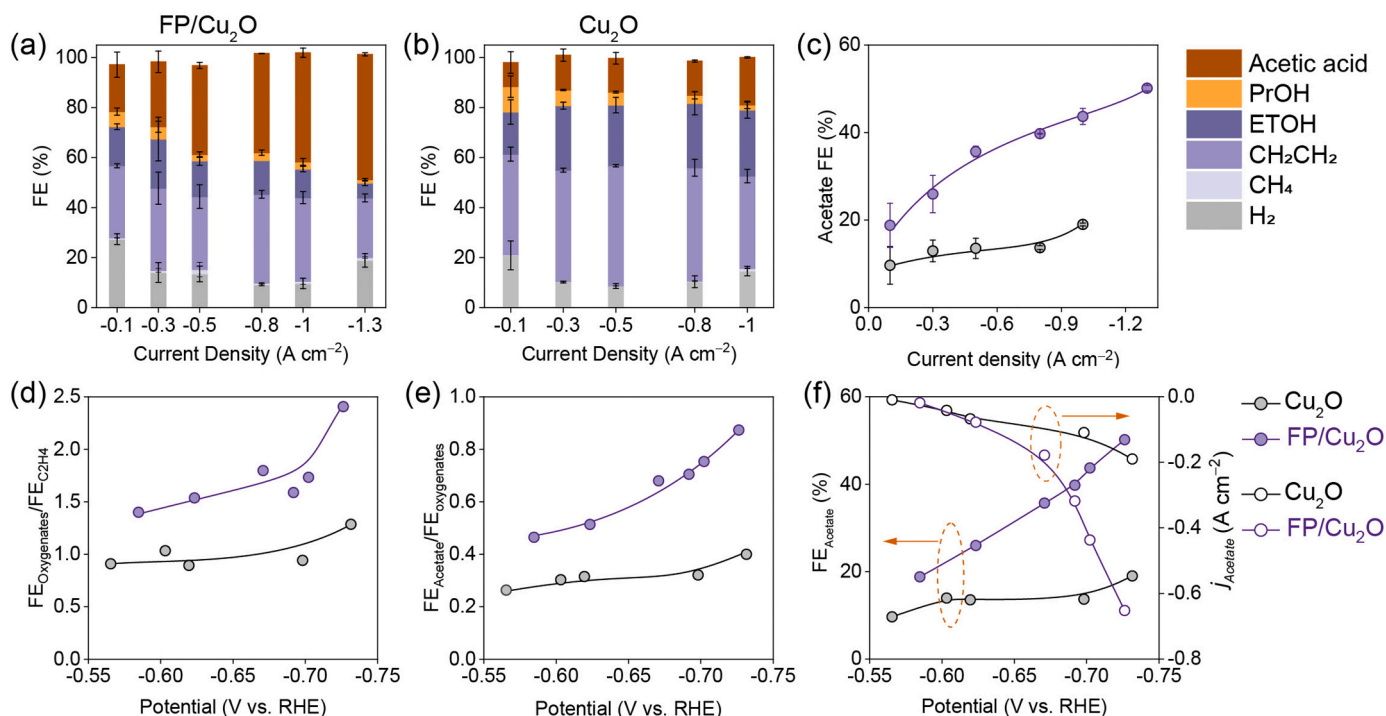 FP/Cu₂O
(a)
FE (%)
100
80
60
40
20
0
-0.1 -0.3 -0.5 -0.8 -1 -1.3
Current Density (A cm⁻²)
Cu₂O
(b)
FE (%)
100
80
60
40
20
0
-0.1 -0.3 -0.5 -0.8 -1
Current Density (A cm⁻²)
(c)
Acetate FE (%)
60
40
20
0
0.0 -0.3 -0.6 -0.9 -1.2
Current density (A cm⁻²)
Acetic acid
PrOH
ETOH
CH₂CH₂
CH₄
H₂
(d)
FE_Oxygenates/FE_C2H4
2.5
2.0
1.5
1.0
0.5
0.0
-0.55 -0.60 -0.65 -0.70 -0.75
Potential (V vs. RHE)
(e)
FE_Acetate/FE_oxygenates
1.0
0.8
0.6
0.4
0.2
0.0
-0.55 -0.60 -0.65 -0.70 -0.75
Potential (V vs. RHE)
(f)
FE_Acetate (%)
60
40
20
0
-0.55 -0.60 -0.65 -0.70 -0.75
Potential (V vs. RHE)
0.0
-0.2
-0.4
-0.6
-0.8
j_Acetate (A cm⁻²)
Cu₂O
FP/Cu₂O
Cu₂O
FP/Cu₂O